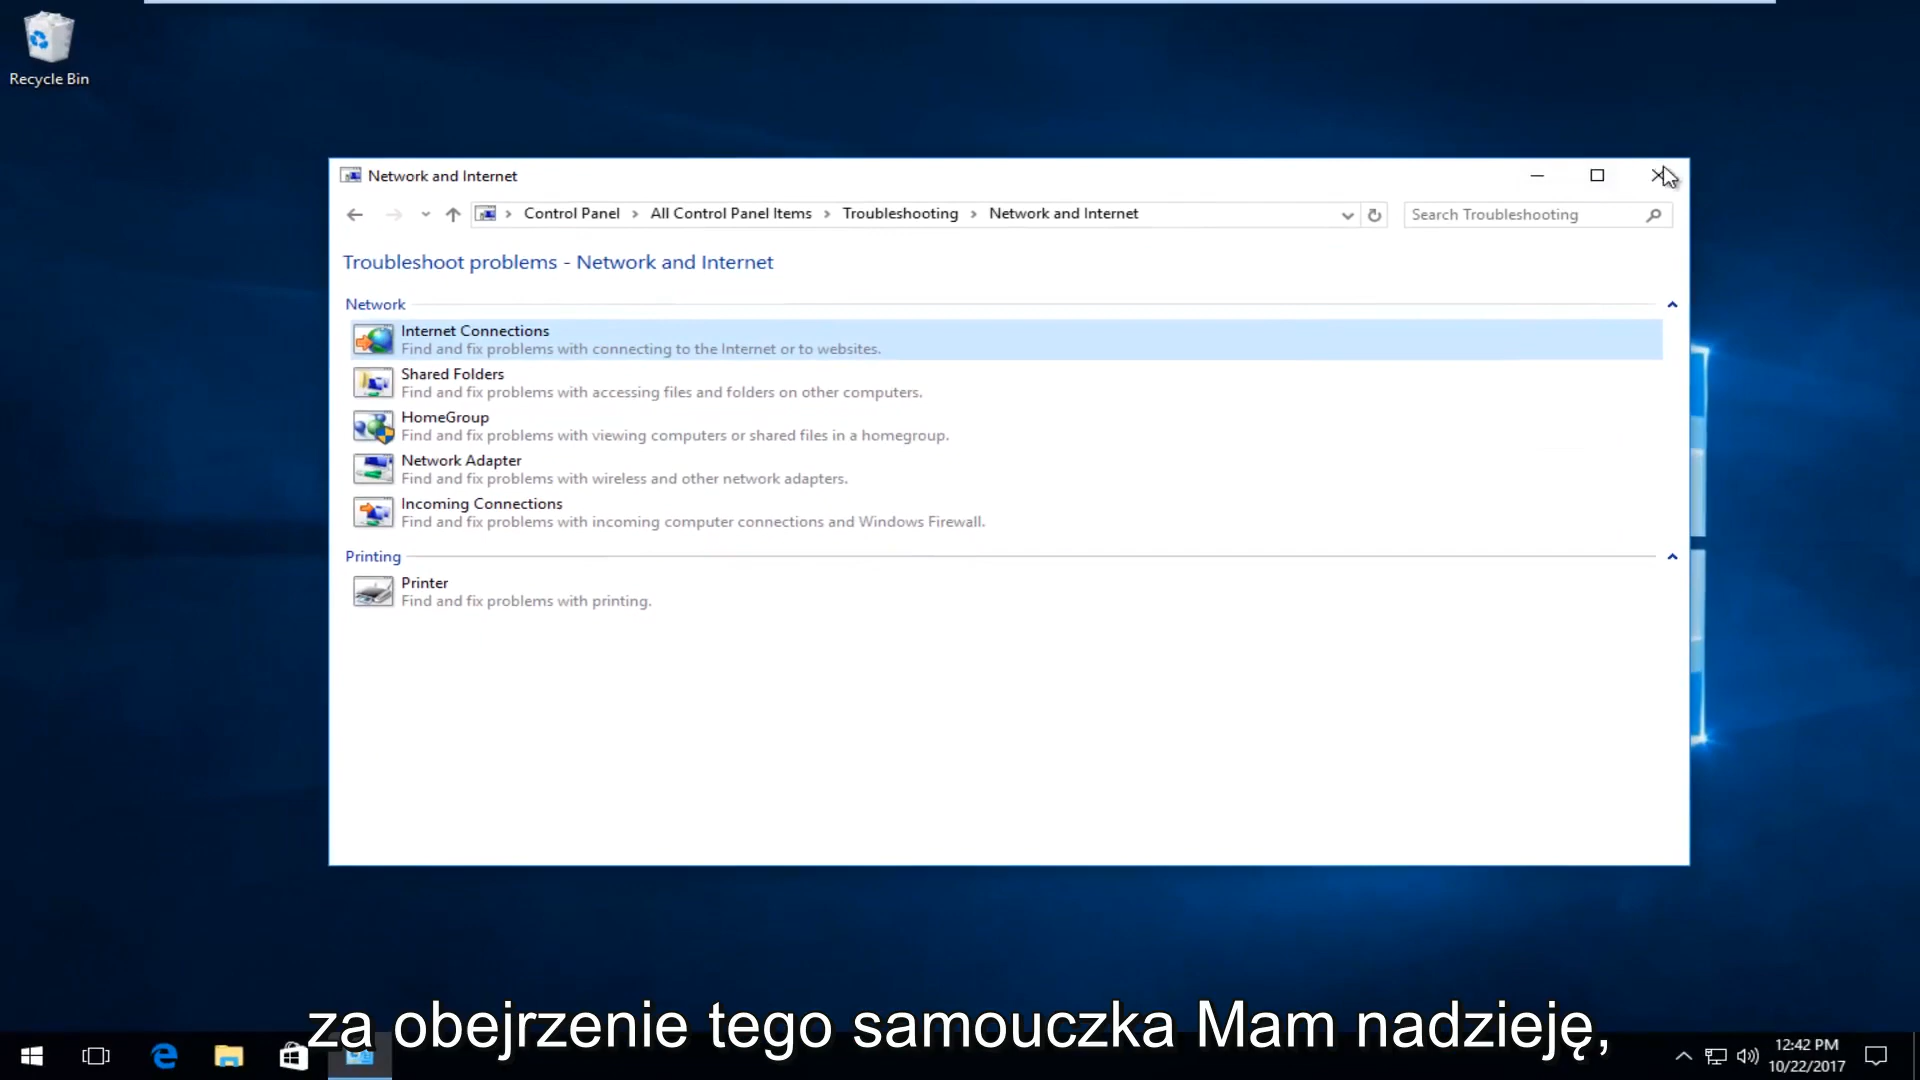 Recycle Bin
Network and Internet
Control Panel > All Control Panel Items > Troubleshooting > Network and Internet
Search Troubleshooting
Troubleshoot problems - Network and Internet
Network
Internet Connections
Find and fix problems with connecting to the Internet or to websites.
Shared Folders
Find and fix problems with accessing files and folders on other computers.
HomeGroup
Find and fix problems with viewing computers or shared files in a homegroup.
Network Adapter
Find and fix problems with wireless and other network adapters.
Incoming Connections
Find and fix problems with incoming computer connections and Windows Firewall.
Printing
Printer
Find and fix problems with printing.
za obejrzenie tego samouczka Mam nadzieję,
12:42 PM
10/22/2017